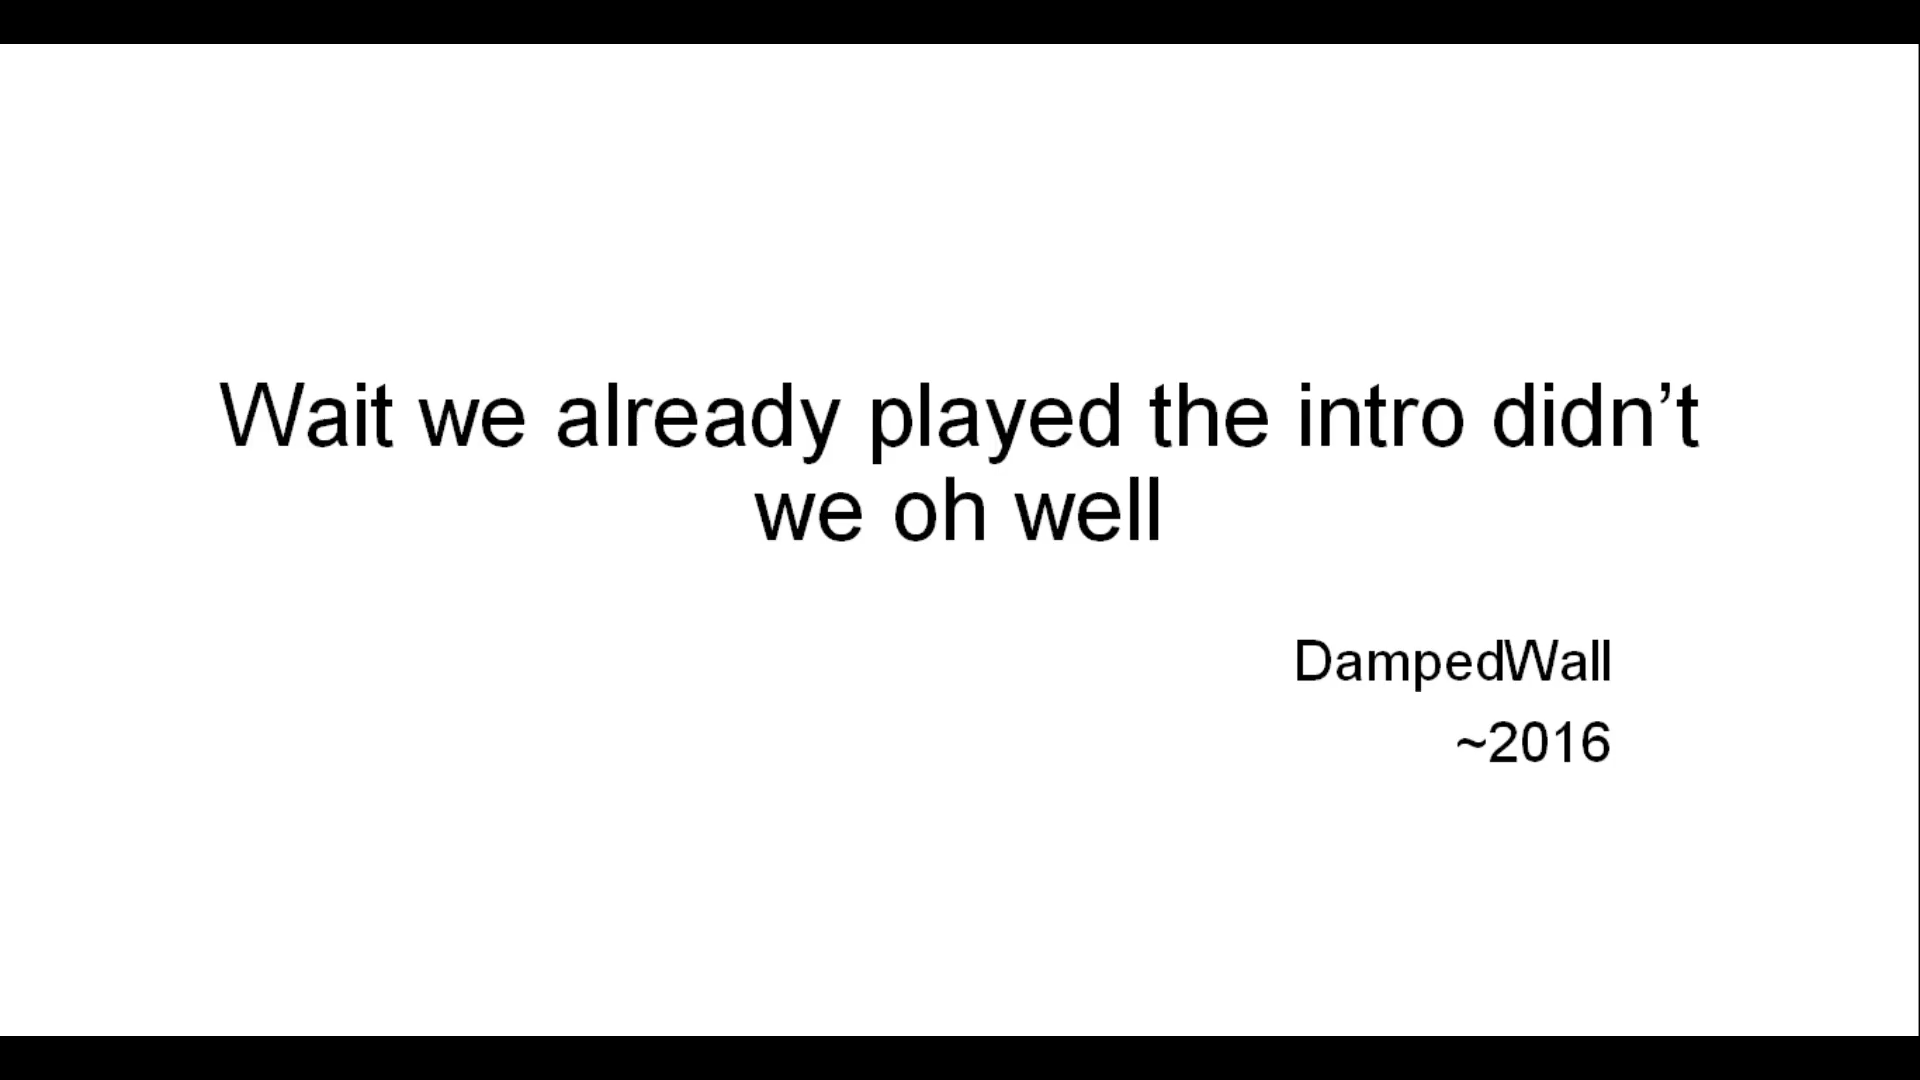 Wait we already played the intro didn’t
we oh well
DampedWall
~2016